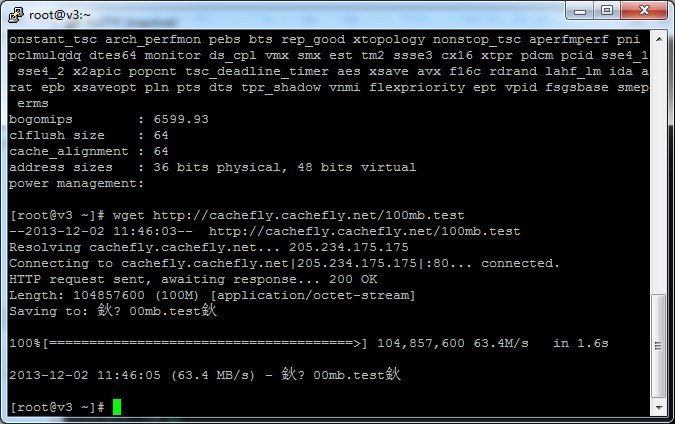 root@v3:~
onstant_tsc arch_perfmon pebs bts rep_good xtopology nonstop_tsc aperfmperf pni
pclmulqdq dtes64 monitor ds_cpl vmx smx est tm2 ssse3 cx16 xtpr pdcm pcid sse4_1
 sse4_2 x2apic popcnt tsc_deadline_timer aes xsave avx f16c rdrand lahf_lm ida a
rat epb xsaveopt pln pts dts tpr_shadow vnmi flexpriority ept vpid fsgsbase smep
 erms
bogomips        : 6599.93
clflush size    : 64
cache_alignment : 64
address sizes   : 36 bits physical, 48 bits virtual
power management:
[root@v3 ~]# wget http://cachefly.cachefly.net/100mb.test
--2013-12-02 11:46:03--  http://cachefly.cachefly.net/100mb.test
Resolving cachefly.cachefly.net... 205.234.175.175
Connecting to cachefly.cachefly.net|205.234.175.175|:80... connected.
HTTP request sent, awaiting response... 200 OK
Length: 104857600 (100M) [application/octet-stream]
Saving to: 鈥? 00mb.test鈥
100%[======================================>] 104,857,600 63.4M/s   in 1.6s
2013-12-02 11:46:05 (63.4 MB/s) - 鈥? 00mb.test鈥
[root@v3 ~]#